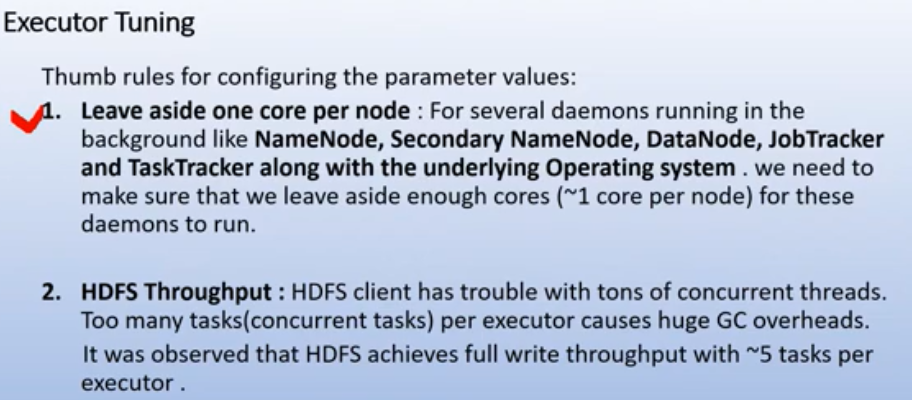 Executor Tuning
Thumb rules for configuring the parameter values:
1. Leave aside one core per node : For several daemons running in the
background like NameNode, Secondary NameNode, DataNode, JobTracker
and TaskTracker along with the underlying Operating system . we need to
make sure that we leave aside enough cores (~1 core per node) for these
daemons to run.
2. HDFS Throughput : HDFS client has trouble with tons of concurrent threads.
Too many tasks(concurrent tasks) per executor causes huge GC overheads.
It was observed that HDFS achieves full write throughput with ~5 tasks per
executor .